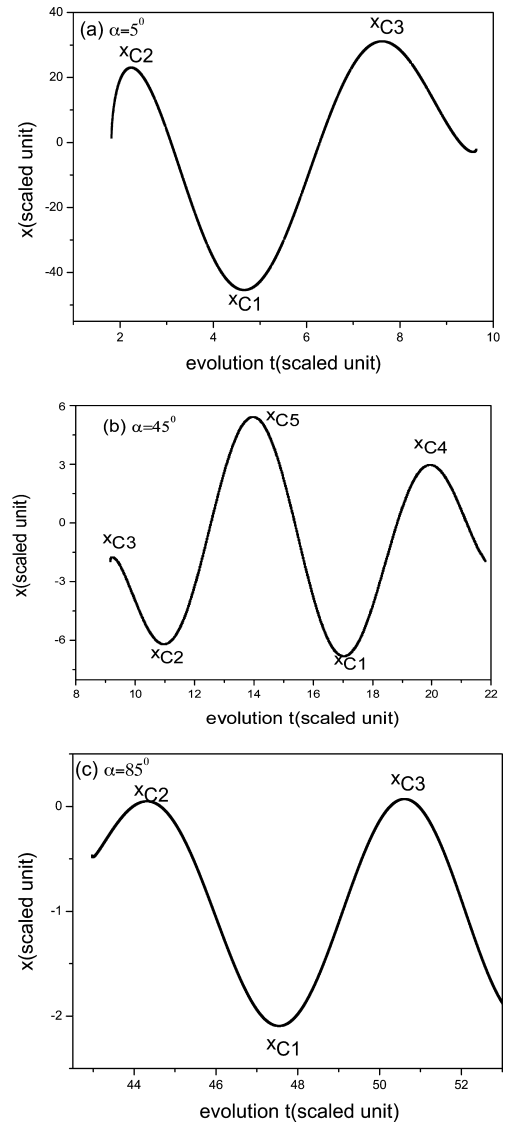 (a) α=5⁰
xC2
xC3
xC1
40
20
0
-20
-40
x(scaled unit)
2 4 6 8 10
evolution t(scaled unit)
(b) α=45⁰
xC5
xC4
xC3
xC2
xC1
6
3
0
-3
-6
x(scaled unit)
8 10 12 14 16 18 20 22
evolution t(scaled unit)
(c) α=85⁰
xC2
xC3
xC1
0
-1
-2
x(scaled unit)
44 46 48 50 52
evolution t(scaled unit)